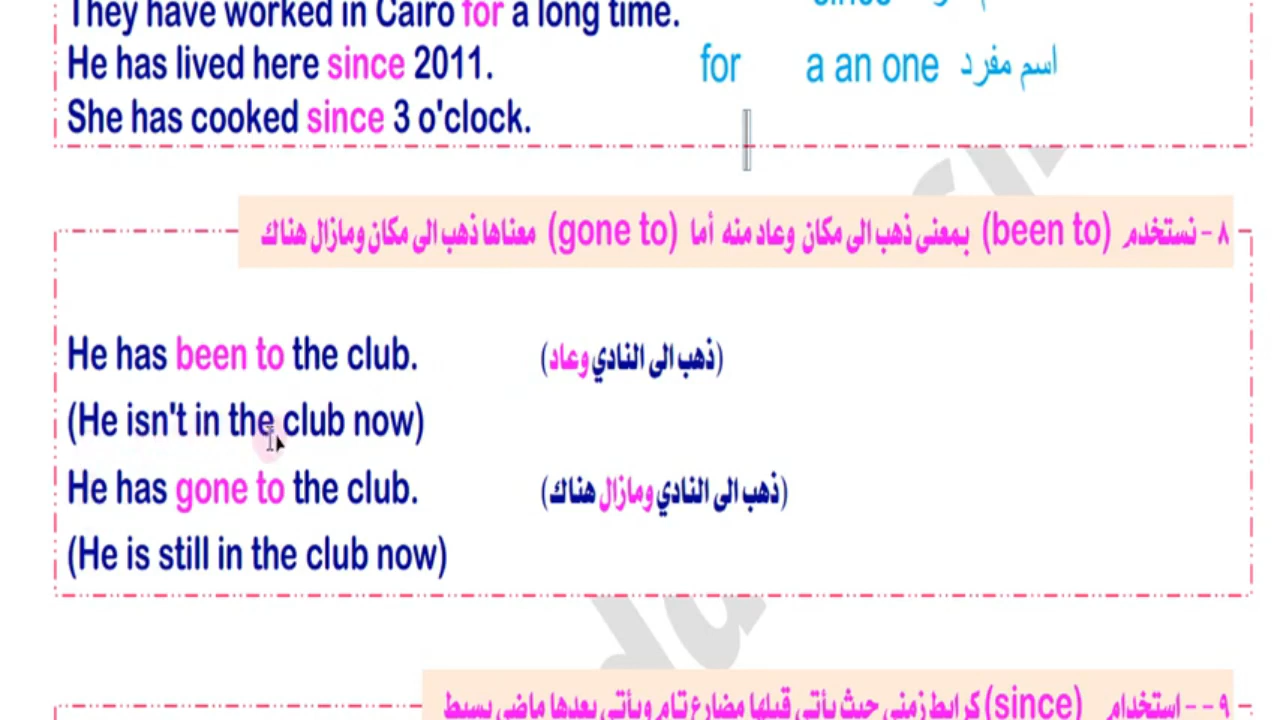 They have worked in Cairo for a long time.
since
He has lived here since 2011.
for a an one اسم مفرد
She has cooked since 3 o'clock.
٨ - نستخدم (been to) بمعنى ذهب الى مكان وعاد منه أما (gone to) معناها ذهب الى مكان ومازال هناك
He has been to the club. (ذهب الى النادي وعاد)
(He isn't in the club now)
He has gone to the club. (ذهب الى النادي ومازال هناك)
(He is still in the club now)
٩ - - استخدام (since) كرابط زمني حيث يأتي قبلها مضارع تام ويأتي بعدها ماضي بسيط